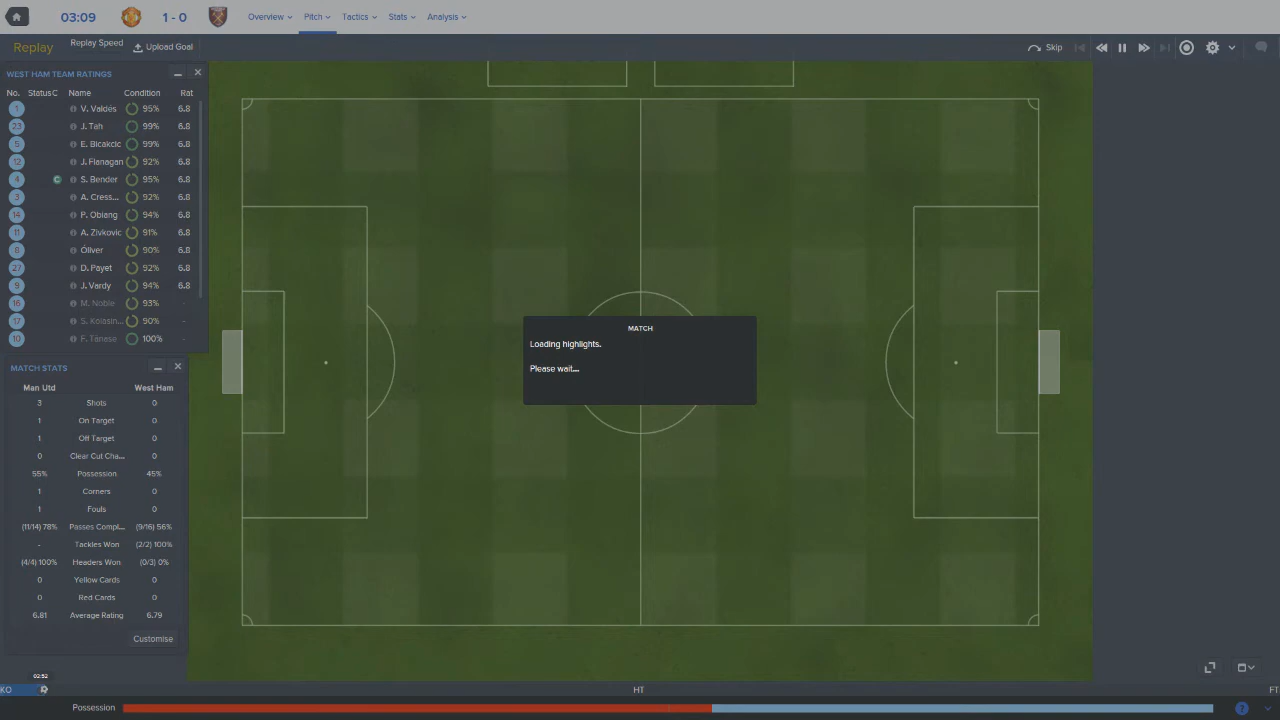 03:09
1 - 0
Overview
Pitch
Tactics
Stats
Analysis
Replay
Replay Speed
Upload Goal
Skip
WEST HAM TEAM RATINGS
No. Status C Name Condition Rat
1 V. Valdés 95% 6.8
23 J. Tah 99% 6.8
5 E. Bicakcic 99% 6.8
12 J. Flanagan 92% 6.8
4 C S. Bender 95% 6.8
3 A. Cress... 92% 6.8
14 P. Obiang 94% 6.8
11 A. Zivkovic 91% 6.8
8 Óliver 90% 6.8
27 D. Payet 92% 6.8
9 J. Vardy 94% 6.8
16 M. Noble 93% -
17 S. Kolasin... 90% -
10 F. Tănase 100% -
MATCH
Loading highlights.
Please wait...
MATCH STATS
Man Utd West Ham
3 Shots 0
1 On Target 0
1 Off Target 0
0 Clear Cut Cha... 0
55% Possession 45%
1 Corners 0
1 Fouls 0
(11/14) 78% Passes Compl... (9/16) 56%
- Tackles Won (2/2) 100%
(4/4) 100% Headers Won (0/3) 0%
0 Yellow Cards 0
0 Red Cards 0
6.81 Average Rating 6.79
Customise
02:52
KO HT FT
Possession
?